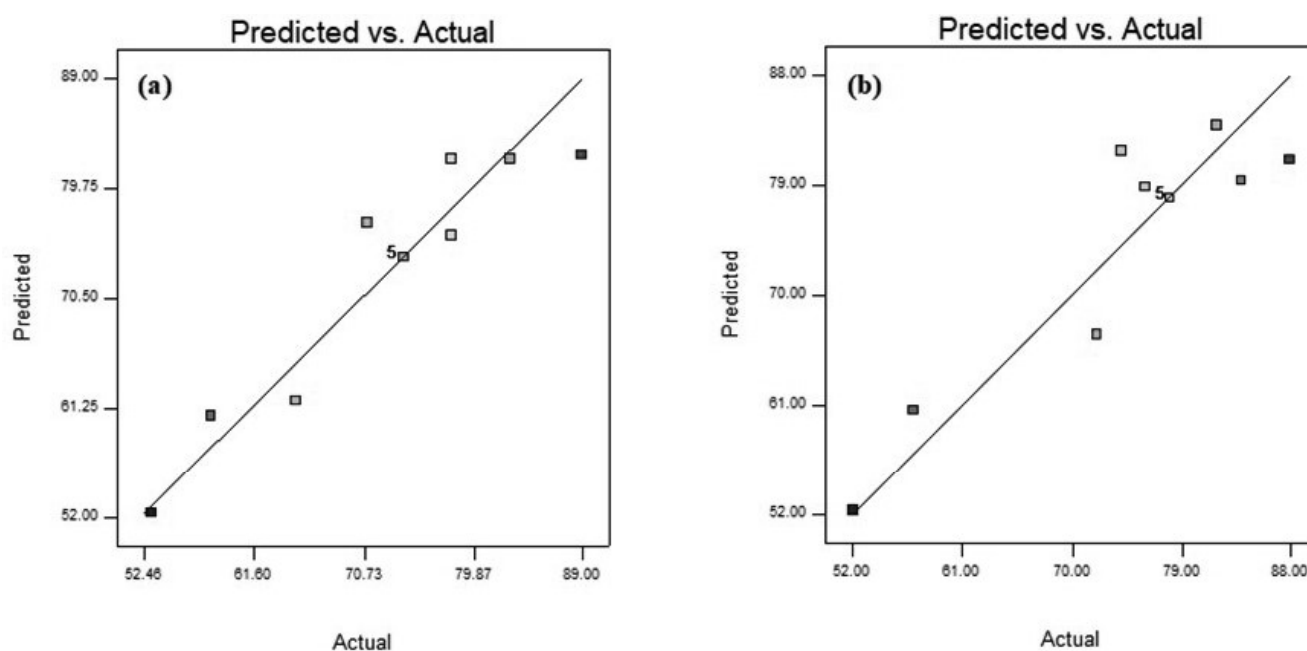 Predicted vs. Actual
(a)
89.00
79.75
70.50
61.25
52.00
Predicted
5
52.46
61.60
70.73
79.87
89.00
Actual
Predicted vs. Actual
(b)
88.00
79.00
70.00
61.00
52.00
Predicted
5
52.00
61.00
70.00
79.00
88.00
Actual